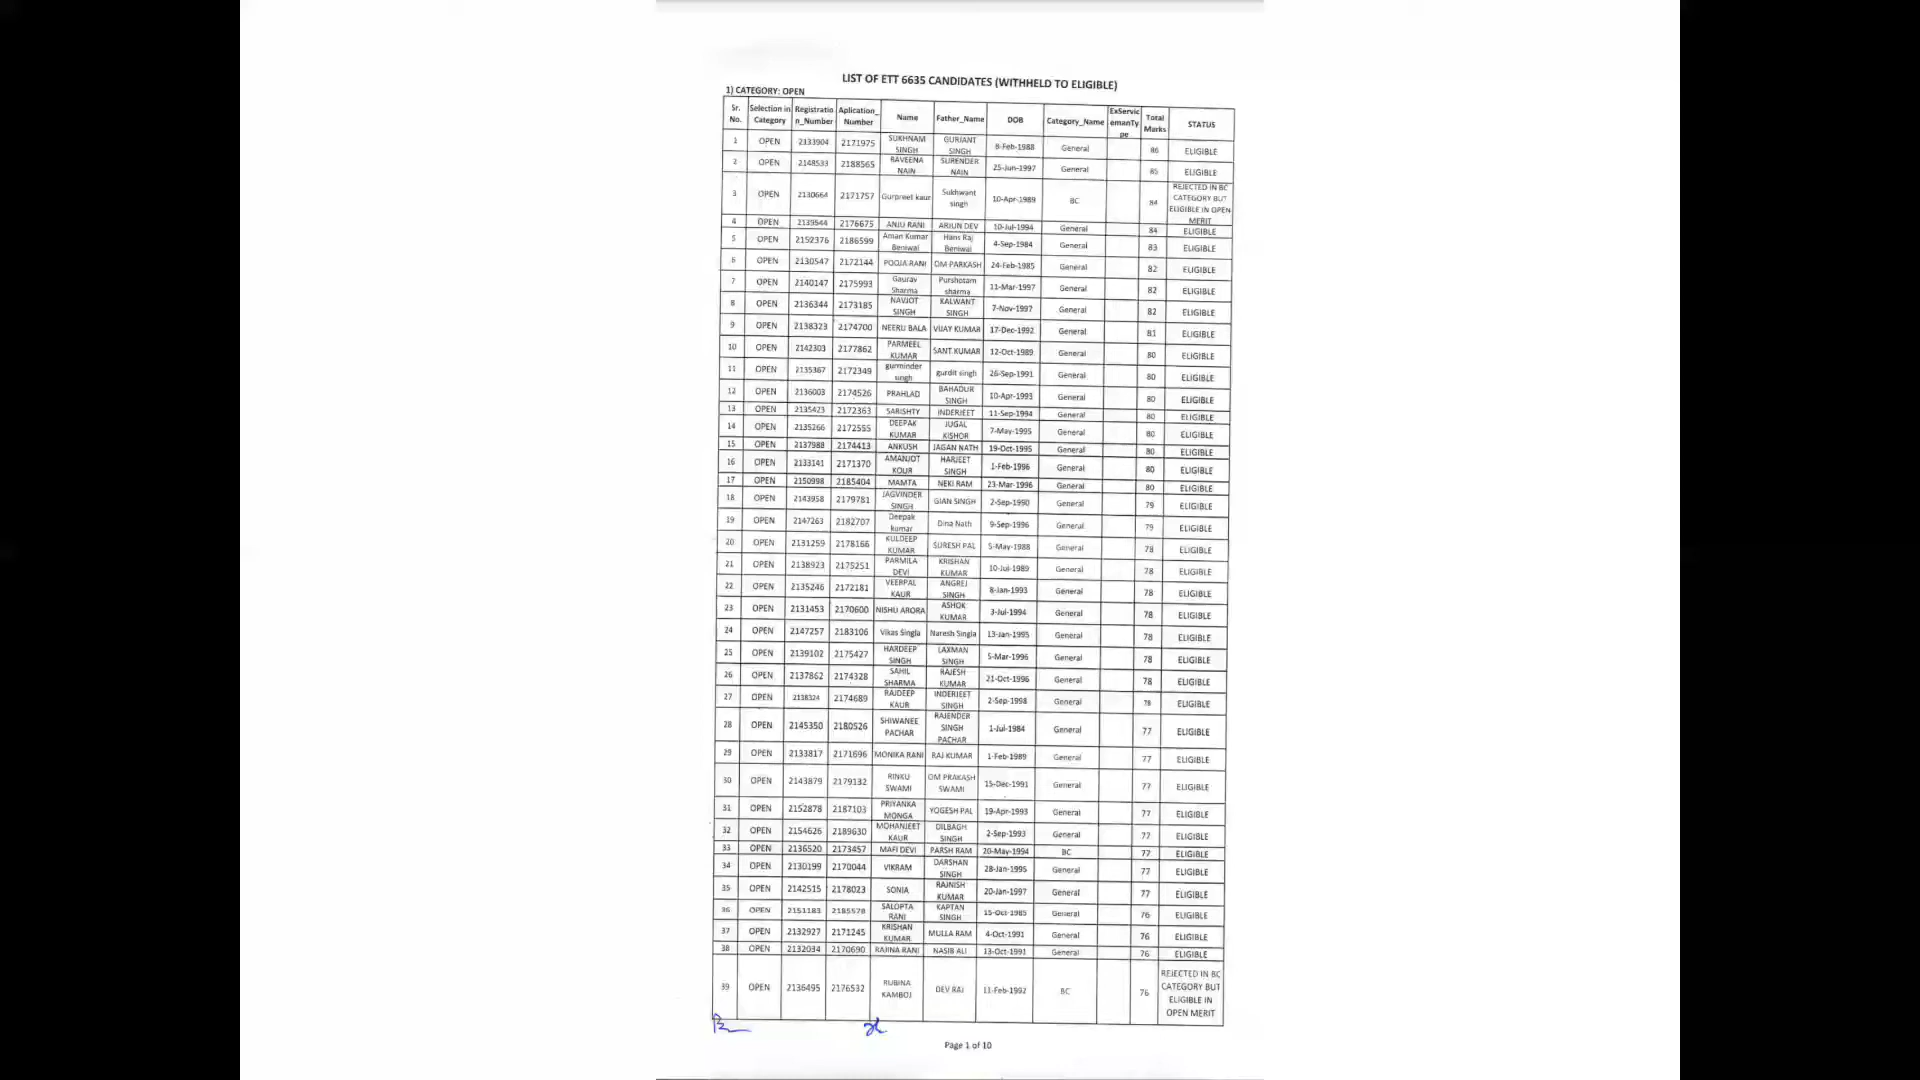 LIST OF ETT 6635 CANDIDATES (WITHHELD TO ELIGIBLE)
1) CATEGORY: OPEN
Sr. No. Selection in Category Registratio n_Number Aplication_ Number Name Father_Name DOB Category_Name ExServic emanTy pe Total Marks STATUS
1 OPEN 2133904 2171975 SUKHNAM SINGH GURJANT SINGH 8-Feb-1988 General 86 ELIGIBLE
2 OPEN 2148533 2188565 RAVEENA NAIN SURENDER NAIN 25-Jun-1997 General 85 ELIGIBLE
3 OPEN 2130664 2171757 Gurpreet kaur Sukhwant singh 10-Apr-1989 BC 84 REJECTED IN BC CATEGORY BUT ELIGIBLE IN OPEN MERIT
4 OPEN 2139544 2176675 ANJU RANI ARJUN DEV 10-Jul-1994 General 84 ELIGIBLE
5 OPEN 2152376 2186599 Aman Kumar Beniwal Hans Raj Beniwal 4-Sep-1984 General 83 ELIGIBLE
6 OPEN 2130547 2172144 POOJA RANI OM PARKASH 24-Feb-1985 General 82 ELIGIBLE
7 OPEN 2140147 2175993 Gaurav Sharma Purshotam sharma 11-Mar-1997 General 82 ELIGIBLE
8 OPEN 2136344 2173185 NAVJOT SINGH KALWANT SINGH 7-Nov-1997 General 82 ELIGIBLE
9 OPEN 2138323 2174700 NEERU BALA VIJAY KUMAR 17-Dec-1992 General 81 ELIGIBLE
10 OPEN 2142303 2177862 PARMEEL KUMAR SANT KUMAR 12-Oct-1989 General 80 ELIGIBLE
11 OPEN 2135367 2172349 gurminder singh gurdit singh 26-Sep-1991 General 80 ELIGIBLE
12 OPEN 2136003 2174526 PRAHLAD BAHADUR SINGH 10-Apr-1993 General 80 ELIGIBLE
13 OPEN 2135423 2172363 SARISHTY INDERJEET 11-Sep-1994 General 80 ELIGIBLE
14 OPEN 2135266 2172555 DEEPAK KUMAR JUGAL KISHOR 7-May-1995 General 80 ELIGIBLE
15 OPEN 2137988 2174413 ANKUSH JAGAN NATH 19-Oct-1995 General 80 ELIGIBLE
16 OPEN 2133141 2171370 AMANJOT KOUR HARJEET SINGH 1-Feb-1996 General 80 ELIGIBLE
17 OPEN 2150998 2185404 MAMTA NEKI RAM 23-Mar-1996 General 80 ELIGIBLE
18 OPEN 2143958 2179781 JAGVINDER SINGH GIAN SINGH 2-Sep-1990 General 79 ELIGIBLE
19 OPEN 2147263 2182707 Deepak kumar Dina Nath 9-Sep-1996 General 79 ELIGIBLE
20 OPEN 2131259 2178166 KULDEEP KUMAR SURESH PAL 5-May-1988 General 78 ELIGIBLE
21 OPEN 2138923 2175251 PARMILA DEVI KRISHAN KUMAR 10-Jul-1989 General 78 ELIGIBLE
22 OPEN 2135246 2172181 VEERPAL KAUR ANGREJ SINGH 8-Jan-1993 General 78 ELIGIBLE
23 OPEN 2131453 2170600 NISHU ARORA ASHOK KUMAR 3-Jul-1994 General 78 ELIGIBLE
24 OPEN 2147257 2183106 Vikas Singla Naresh Singla 13-Jan-1995 General 78 ELIGIBLE
25 OPEN 2139102 2175427 HARDEEP SINGH LAXMAN SINGH 5-Mar-1996 General 78 ELIGIBLE
26 OPEN 2137862 2174328 SAHIL SHARMA RAJESH KUMAR 21-Oct-1996 General 78 ELIGIBLE
27 OPEN 2138324 2174689 RAJDEEP KAUR INDERJEET SINGH 2-Sep-1998 General 78 ELIGIBLE
28 OPEN 2145350 2180526 SHIWANEE PACHAR RAJENDER SINGH PACHAR 1-Jul-1984 General 77 ELIGIBLE
29 OPEN 2133817 2171696 MONIKA RANI RAJ KUMAR 1-Feb-1989 General 77 ELIGIBLE
30 OPEN 2143879 2179132 RINKU SWAMI OM PRAKASH SWAMI 15-Dec-1991 General 77 ELIGIBLE
31 OPEN 2152878 2187103 PRIYANKA MONGA YOGESH PAL 19-Apr-1993 General 77 ELIGIBLE
32 OPEN 2154626 2189630 MOHANJEET KAUR DILBAGH SINGH 2-Sep-1993 General 77 ELIGIBLE
33 OPEN 2136520 2173457 MAFI DEVI PARSH RAM 20-May-1994 BC 77 ELIGIBLE
34 OPEN 2130199 2170044 VIKRAM DARSHAN SINGH 28-Jan-1995 General 77 ELIGIBLE
35 OPEN 2142515 2178023 SONIA RAJNISH KUMAR 20-Jan-1997 General 77 ELIGIBLE
36 OPEN 2151183 2185578 SALOPTA RANI KAPTAN SINGH 15-Oct-1985 General 76 ELIGIBLE
37 OPEN 2132927 2171245 KRISHAN KUMAR MULLA RAM 4-Oct-1991 General 76 ELIGIBLE
38 OPEN 2132034 2170690 RAJINA RANI NASIB ALI 13-Oct-1991 General 76 ELIGIBLE
39 OPEN 2136495 2176532 RUBINA KAMBOJ DEV RAJ 11-Feb-1992 BC 76 REJECTED IN BC CATEGORY BUT ELIGIBLE IN OPEN MERIT
Page 1 of 10